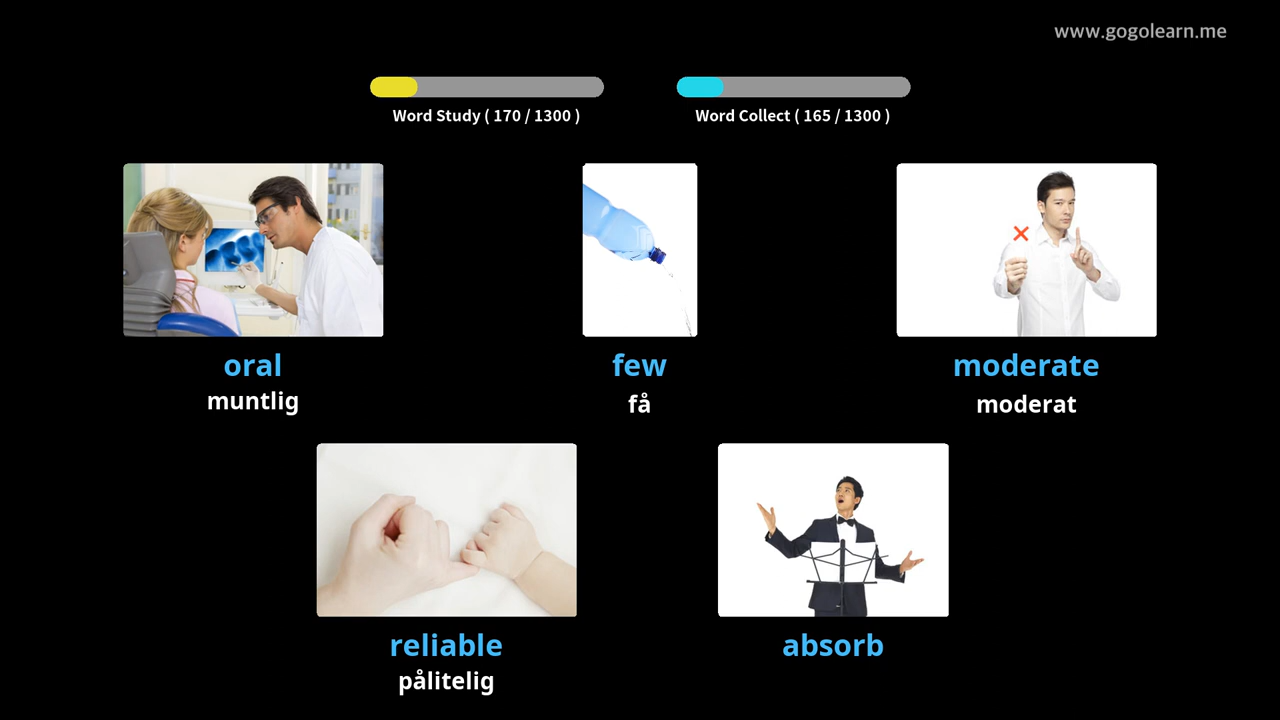 www.gogolearn.me
Word Study ( 170 / 1300 )
Word Collect ( 165 / 1300 )
oral
muntlig
few
få
moderate
moderat
reliable
pålitelig
absorb